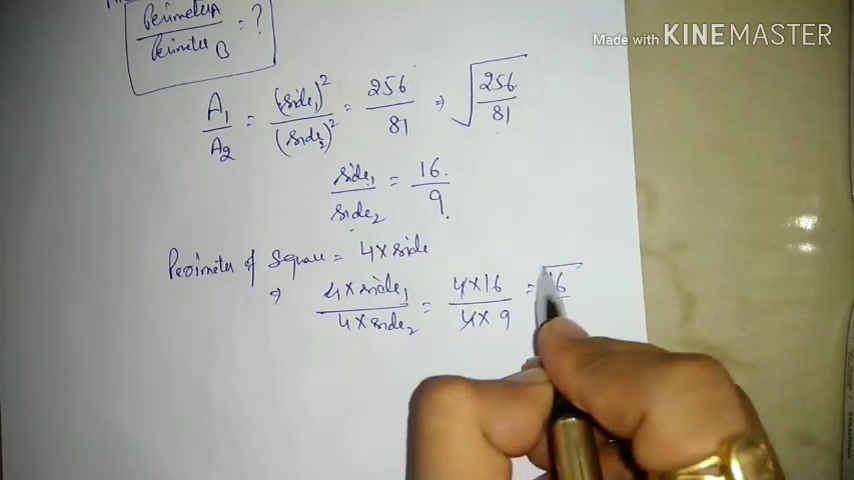 Made with KINEMASTER
Perimeter A
Perimeter B = ?
A1/A2 = (side1)²/(side2)² = 256/81 ⇒ √256/81
side1/side2 = 16/9
Perimeter of Square = 4×side
⇒ 4×side1/4×side2 = 4×16/4×9 = 16